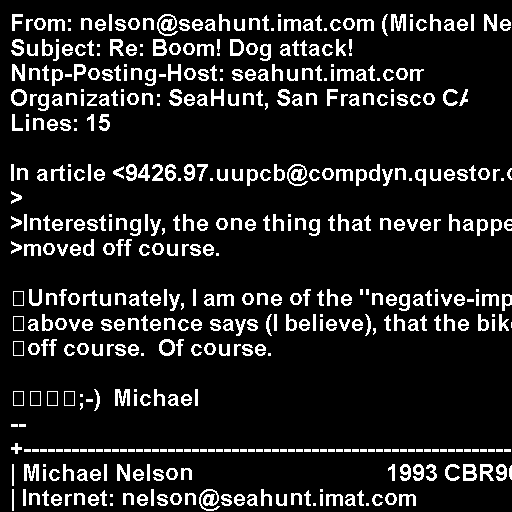 From: nelson@seahunt.imat.com (Michael Ne
Subject: Re: Boom! Dog attack!
Nntp-Posting-Host: seahunt.imat.com
Organization: SeaHunt, San Francisco CA
Lines: 15
In article <9426.97.uupcb@compdyn.questor.o
>
>Interestingly, the one thing that never happe
>moved off course.
Unfortunately, I am one of the "negative-imp
above sentence says (I believe), that the bik
off course.  Of course.
;-)  Michael
--
+---------------------------------------------------------------
| Michael Nelson                         1993 CBR90
| Internet: nelson@seahunt.imat.com